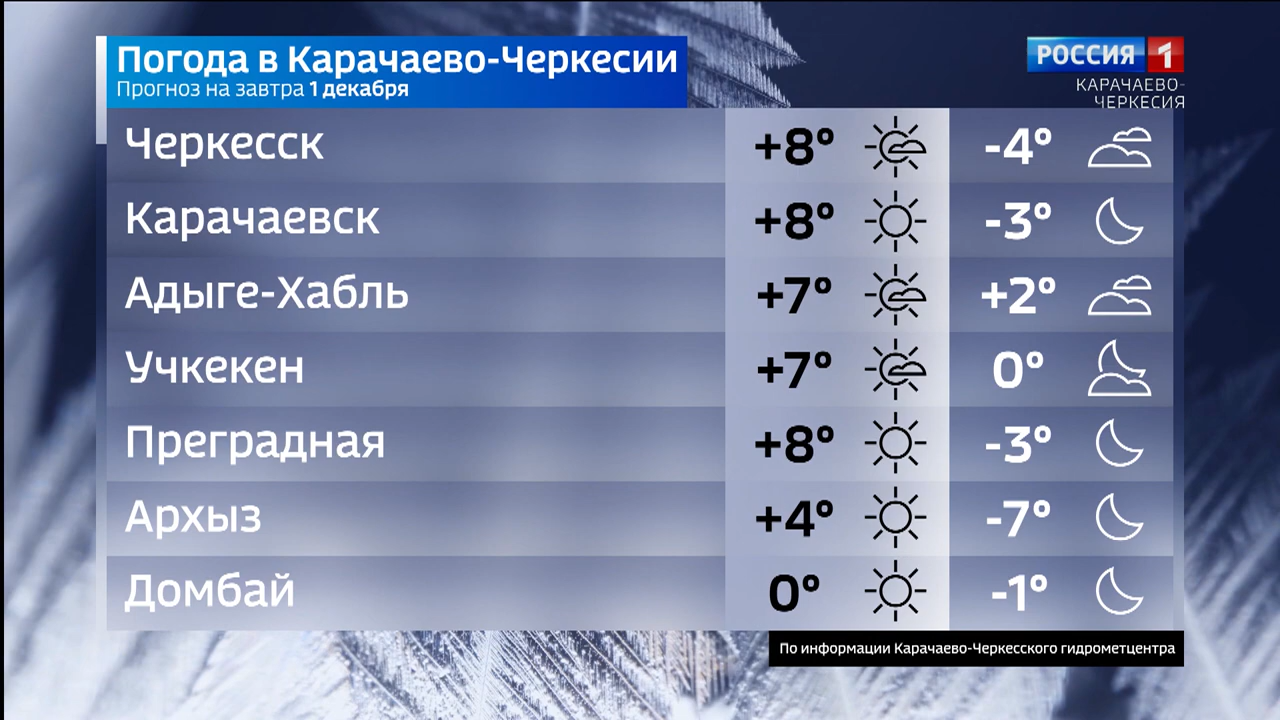 Погода в Карачаево-Черкесии
Прогноз на завтра 1 декабря
РОССИЯ 1
КАРАЧАЕВО-
ЧЕРКЕСИЯ
Черкесск +8° -4°
Карачаевск +8° -3°
Адыге-Хабль +7° +2°
Учкекен +7° 0°
Преградная +8° -3°
Архыз +4° -7°
Домбай 0° -1°
По информации Карачаево-Черкесского гидрометцентра